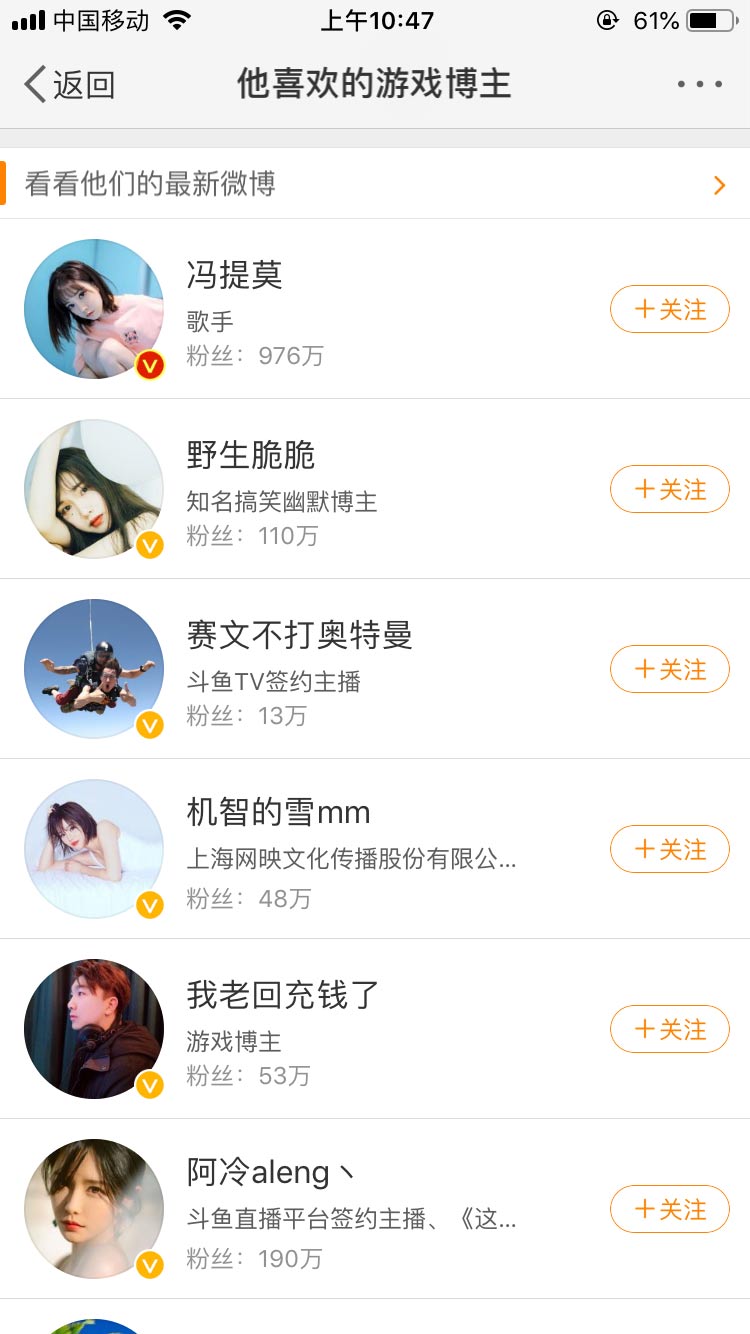 中国移动 上午10:47 61%
返回 他喜欢的游戏博主
看看他们的最新微博
冯提莫
歌手
粉丝：976万
+关注
野生脆脆
知名搞笑幽默博主
粉丝：110万
+关注
赛文不打奥特曼
斗鱼TV签约主播
粉丝：13万
+关注
机智的雪mm
上海网映文化传播股份有限公...
粉丝：48万
+关注
我老回充钱了
游戏博主
粉丝：53万
+关注
阿冷aleng丶
斗鱼直播平台签约主播、《这...
粉丝：190万
+关注